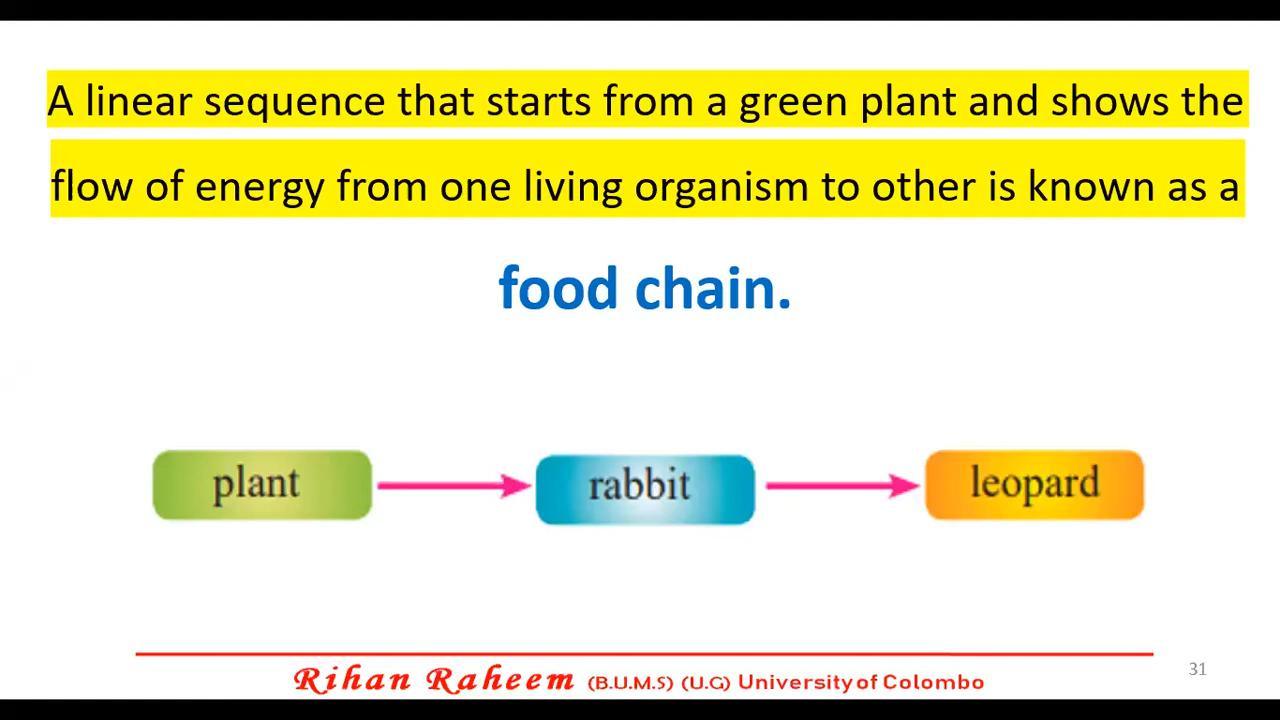 A linear sequence that starts from a green plant and shows the
flow of energy from one living organism to other is known as a
food chain.
plant rabbit leopard
Rihan Raheem (B.U.M.S) (U.G) University of Colombo
31